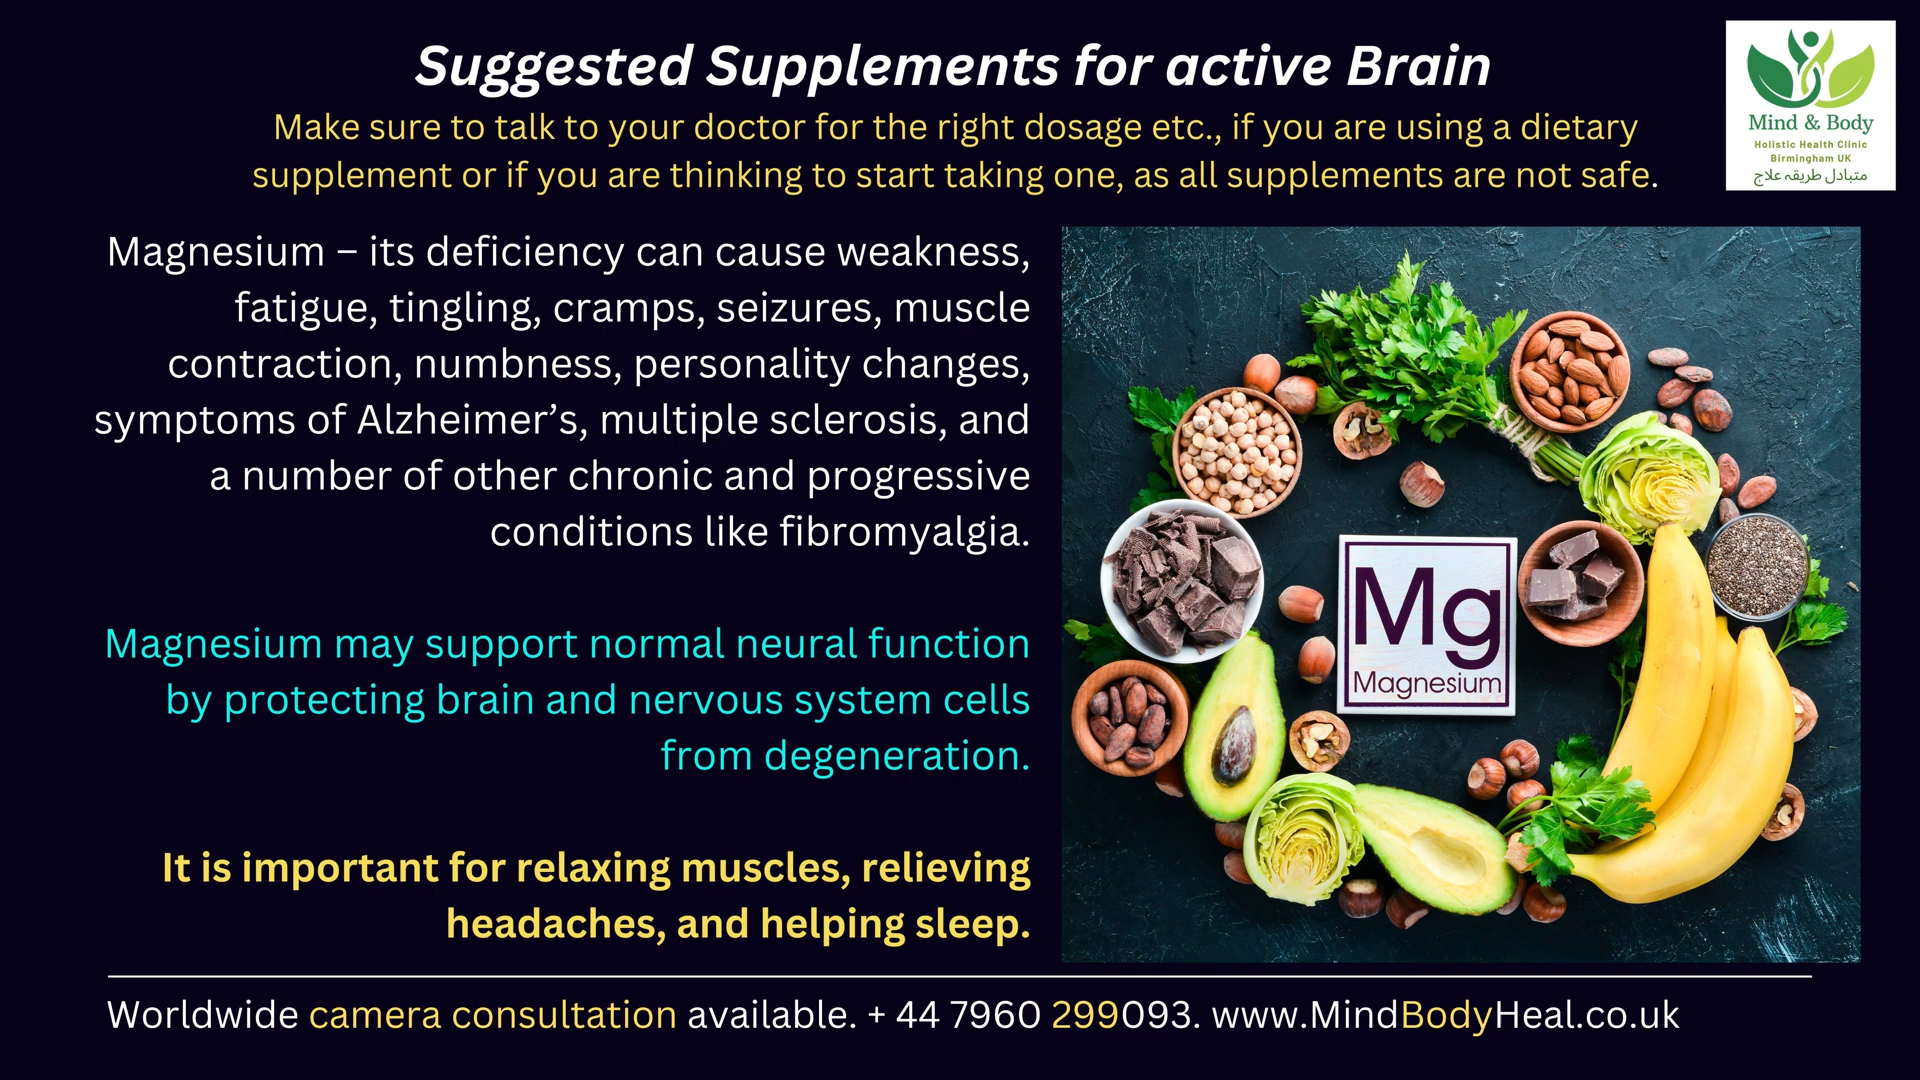 Suggested Supplements for active Brain
Make sure to talk to your doctor for the right dosage etc., if you are using a dietary
supplement or if you are thinking to start taking one, as all supplements are not safe.
Mind & Body
Holistic Health Clinic
Birmingham UK
متبادل طریقہ علاج
Magnesium – its deficiency can cause weakness,
fatigue, tingling, cramps, seizures, muscle
contraction, numbness, personality changes,
symptoms of Alzheimer’s, multiple sclerosis, and
a number of other chronic and progressive
conditions like fibromyalgia.
Magnesium may support normal neural function
by protecting brain and nervous system cells
from degeneration.
It is important for relaxing muscles, relieving
headaches, and helping sleep.
Mg
Magnesium
Worldwide camera consultation available. + 44 7960 299093. www.MindBodyHeal.co.uk